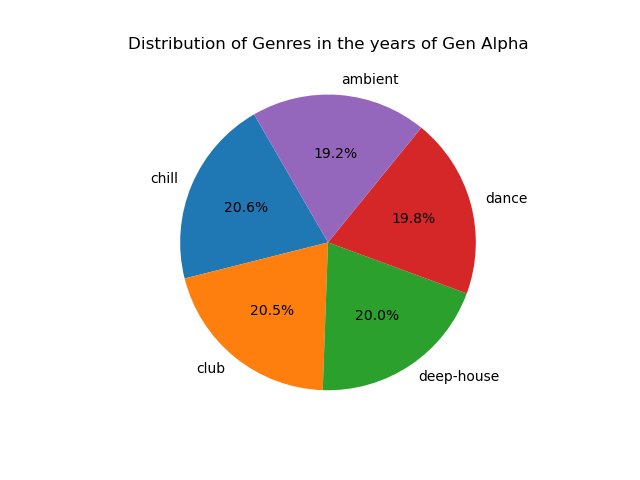 Distribution of Genres in the years of Gen Alpha
ambient
19.2%
chill
20.6%
dance
19.8%
club
20.5%
deep-house
20.0%